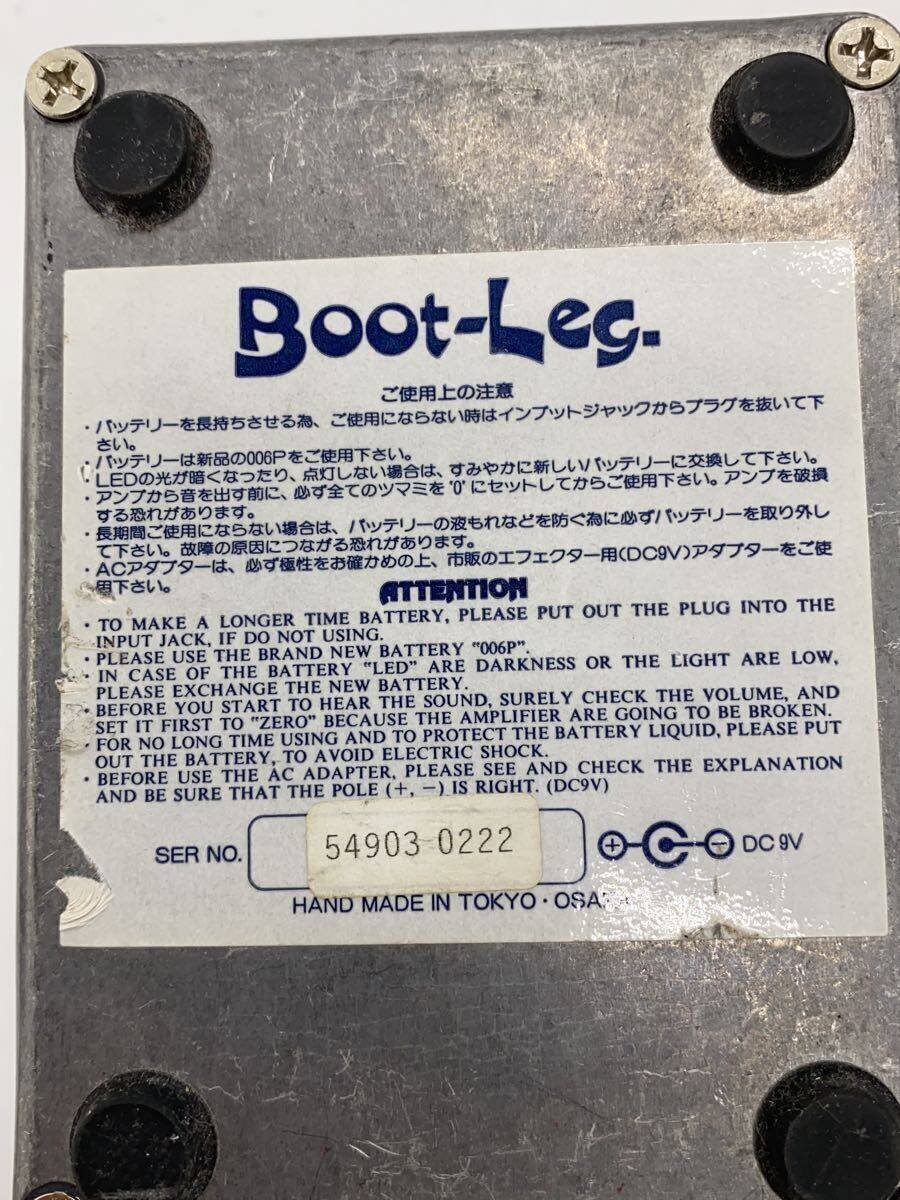 Boot-Leg.
ご使用上の注意
・バッテリーを長持ちさせる為、ご使用にならない時はインプットジャックからプラグを抜いて下
さい。
・バッテリーは新品の006Pをご使用下さい。
・LEDの光が暗くなったり、点灯しない場合は、すみやかに新しいバッテリーに交換して下さい。
・アンプから音を出す前に、必ず全てのツマミを"0"にセットしてからご使用下さい。アンプを破損
する恐れがあります。
・長期間ご使用にならない場合は、バッテリーの液もれなどを防ぐ為に必ずバッテリーを取り外し
て下さい。故障の原因につながる恐れがあります。
・ACアダプターは、必ず極性をお確かめの上、市販のエフェクター用(DC9V)アダプターをご使
用下さい。
ATTENTION
・TO MAKE A LONGER TIME BATTERY, PLEASE PUT OUT THE PLUG INTO THE
INPUT JACK, IF DO NOT USING.
・PLEASE USE THE BRAND NEW BATTERY "006P".
・IN CASE OF THE BATTERY "LED" ARE DARKNESS OR THE LIGHT ARE LOW,
PLEASE EXCHANGE THE NEW BATTERY.
・BEFORE YOU START TO HEAR THE SOUND, SURELY CHECK THE VOLUME, AND
SET IT FIRST TO "ZERO" BECAUSE THE AMPLIFIER ARE GOING TO BE BROKEN.
・FOR NO LONG TIME USING AND TO PROTECT THE BATTERY LIQUID, PLEASE PUT
OUT THE BATTERY, TO AVOID ELECTRIC SHOCK.
・BEFORE USE THE AC ADAPTER, PLEASE SEE AND CHECK THE EXPLANATION
AND BE SURE THAT THE POLE (+, −) IS RIGHT. (DC9V)
SER NO. 54903 0222 + − DC 9V
HAND MADE IN TOKYO・